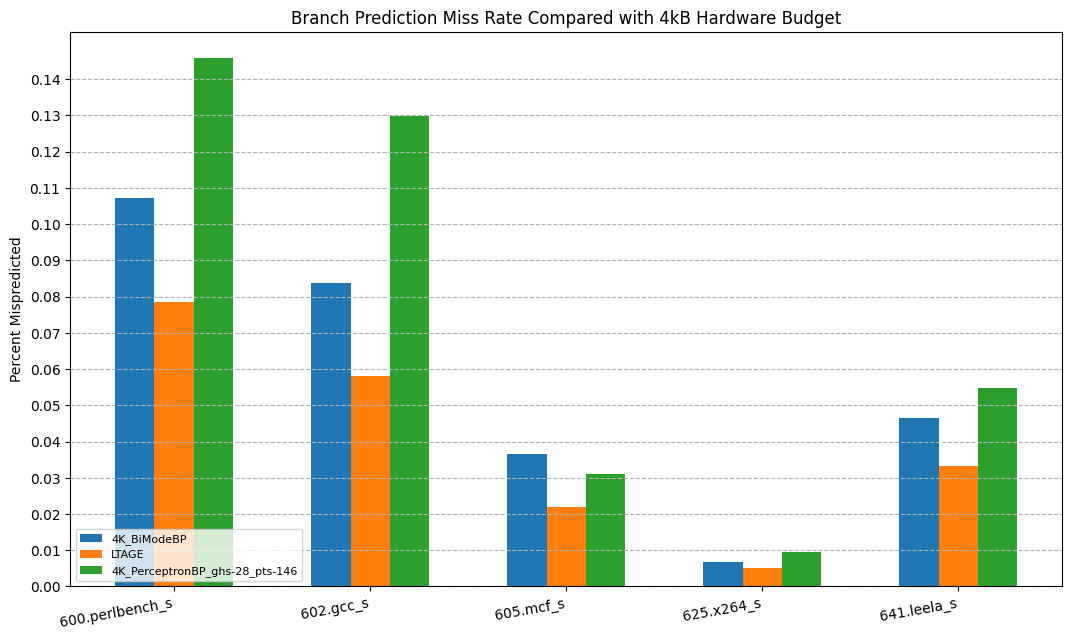 Branch Prediction Miss Rate Compared with 4kB Hardware Budget
Percent Mispredicted
0.14
0.13
0.12
0.11
0.10
0.09
0.08
0.07
0.06
0.05
0.04
0.03
0.02
0.01
0.00
4K_BiModeBP
LTAGE
4K_PerceptronBP_ghs-28_pts-146
600.perlbench_s
602.gcc_s
605.mcf_s
625.x264_s
641.leela_s